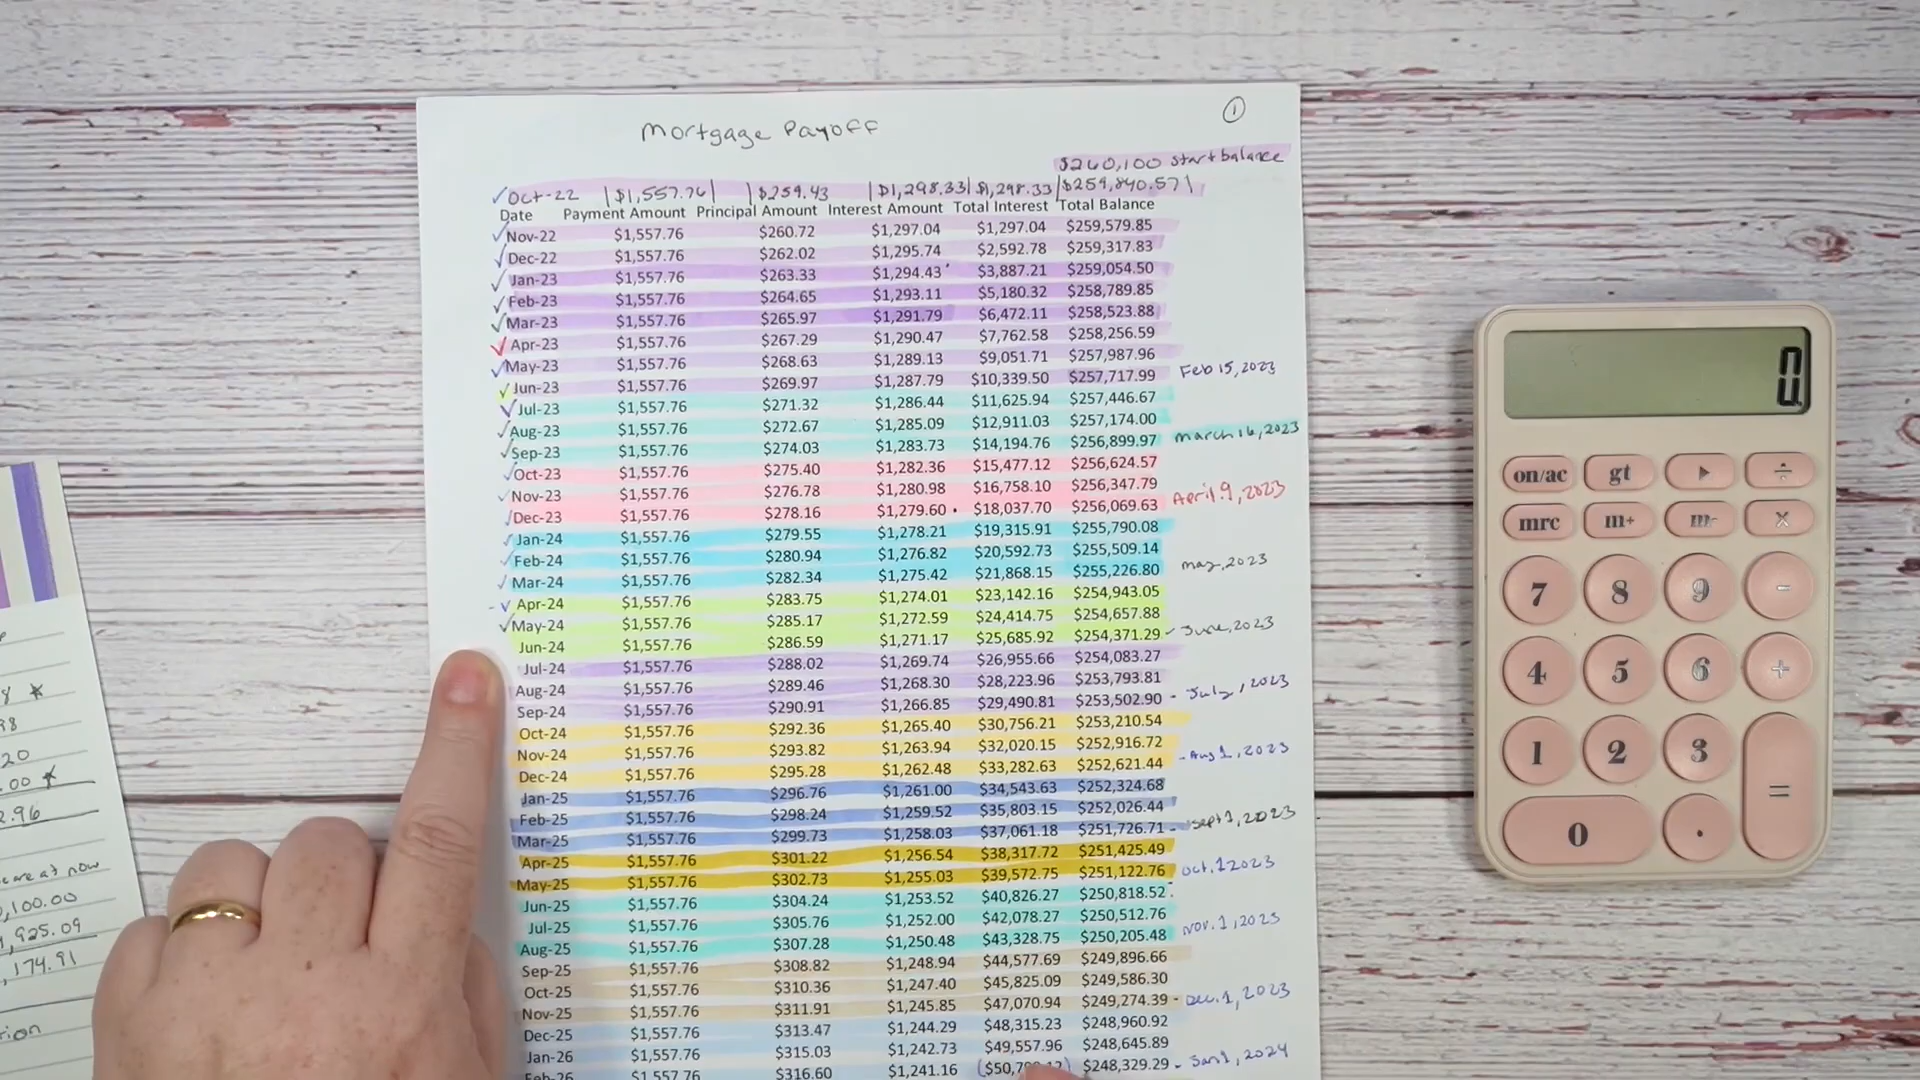 ①
Mortgage Payoff
$260,100 start balance
✓Oct-22 |$1,557.76| |$259.43 |$1,298.33|$1,298.33|$259,840.57|
Date Payment Amount Principal Amount Interest Amount Total Interest Total Balance
✓Nov-22 $1,557.76 $260.72 $1,297.04 $1,297.04 $259,579.85
✓Dec-22 $1,557.76 $262.02 $1,295.74 $2,592.78 $259,317.83
✓Jan-23 $1,557.76 $263.33 $1,294.43 $3,887.21 $259,054.50
✓Feb-23 $1,557.76 $264.65 $1,293.11 $5,180.32 $258,789.85
✓Mar-23 $1,557.76 $265.97 $1,291.79 $6,472.11 $258,523.88
✓Apr-23 $1,557.76 $267.29 $1,290.47 $7,762.58 $258,256.59
✓May-23 $1,557.76 $268.63 $1,289.13 $9,051.71 $257,987.96
✓Jun-23 $1,557.76 $269.97 $1,287.79 $10,339.50 $257,717.99 Feb 15, 2023
✓Jul-23 $1,557.76 $271.32 $1,286.44 $11,625.94 $257,446.67
✓Aug-23 $1,557.76 $272.67 $1,285.09 $12,911.03 $257,174.00
✓Sep-23 $1,557.76 $274.03 $1,283.73 $14,194.76 $256,899.97 March 16, 2023
✓Oct-23 $1,557.76 $275.40 $1,282.36 $15,477.12 $256,624.57
✓Nov-23 $1,557.76 $276.78 $1,280.98 $16,758.10 $256,347.79
✓Dec-23 $1,557.76 $278.16 $1,279.60 $18,037.70 $256,069.63 April 9, 2023
✓Jan-24 $1,557.76 $279.55 $1,278.21 $19,315.91 $255,790.08
✓Feb-24 $1,557.76 $280.94 $1,276.82 $20,592.73 $255,509.14
✓Mar-24 $1,557.76 $282.34 $1,275.42 $21,868.15 $255,226.80 may, 2023
-✓Apr-24 $1,557.76 $283.75 $1,274.01 $23,142.16 $254,943.05
✓May-24 $1,557.76 $285.17 $1,272.59 $24,414.75 $254,657.88
Jun-24 $1,557.76 $286.59 $1,271.17 $25,685.92 $254,371.29 - June, 2023
Jul-24 $1,557.76 $288.02 $1,269.74 $26,955.66 $254,083.27
Aug-24 $1,557.76 $289.46 $1,268.30 $28,223.96 $253,793.81
Sep-24 $1,557.76 $290.91 $1,266.85 $29,490.81 $253,502.90 - July 1, 2023
Oct-24 $1,557.76 $292.36 $1,265.40 $30,756.21 $253,210.54
Nov-24 $1,557.76 $293.82 $1,263.94 $32,020.15 $252,916.72
Dec-24 $1,557.76 $295.28 $1,262.48 $33,282.63 $252,621.44 - Aug 1, 2023
Jan-25 $1,557.76 $296.76 $1,261.00 $34,543.63 $252,324.68
Feb-25 $1,557.76 $298.24 $1,259.52 $35,803.15 $252,026.44
Mar-25 $1,557.76 $299.73 $1,258.03 $37,061.18 $251,726.71 - Sept 1, 2023
Apr-25 $1,557.76 $301.22 $1,256.54 $38,317.72 $251,425.49
May-25 $1,557.76 $302.73 $1,255.03 $39,572.75 $251,122.76 Oct. 1 2023
Jun-25 $1,557.76 $304.24 $1,253.52 $40,826.27 $250,818.52
Jul-25 $1,557.76 $305.76 $1,252.00 $42,078.27 $250,512.76
Aug-25 $1,557.76 $307.28 $1,250.48 $43,328.75 $250,205.48 Nov. 1, 2023
Sep-25 $1,557.76 $308.82 $1,248.94 $44,577.69 $249,896.66
Oct-25 $1,557.76 $310.36 $1,247.40 $45,825.09 $249,586.30
Nov-25 $1,557.76 $311.91 $1,245.85 $47,070.94 $249,274.39 - Dec. 1, 2023
Dec-25 $1,557.76 $313.47 $1,244.29 $48,315.23 $248,960.92
Jan-26 $1,557.76 $315.03 $1,242.73 $49,557.96 $248,645.89
Feb-26 $1,557.76 $316.60 $1,241.16 $248,329.29 - Jan 1, 2024
98
20
.00 ★
2.96
are at now
,100.00
,925.09
,174.91
0
on/ac gt ▶ ÷
mrc m+ m- ×
7 8 9 -
4 5 6 +
1 2 3
0 . =